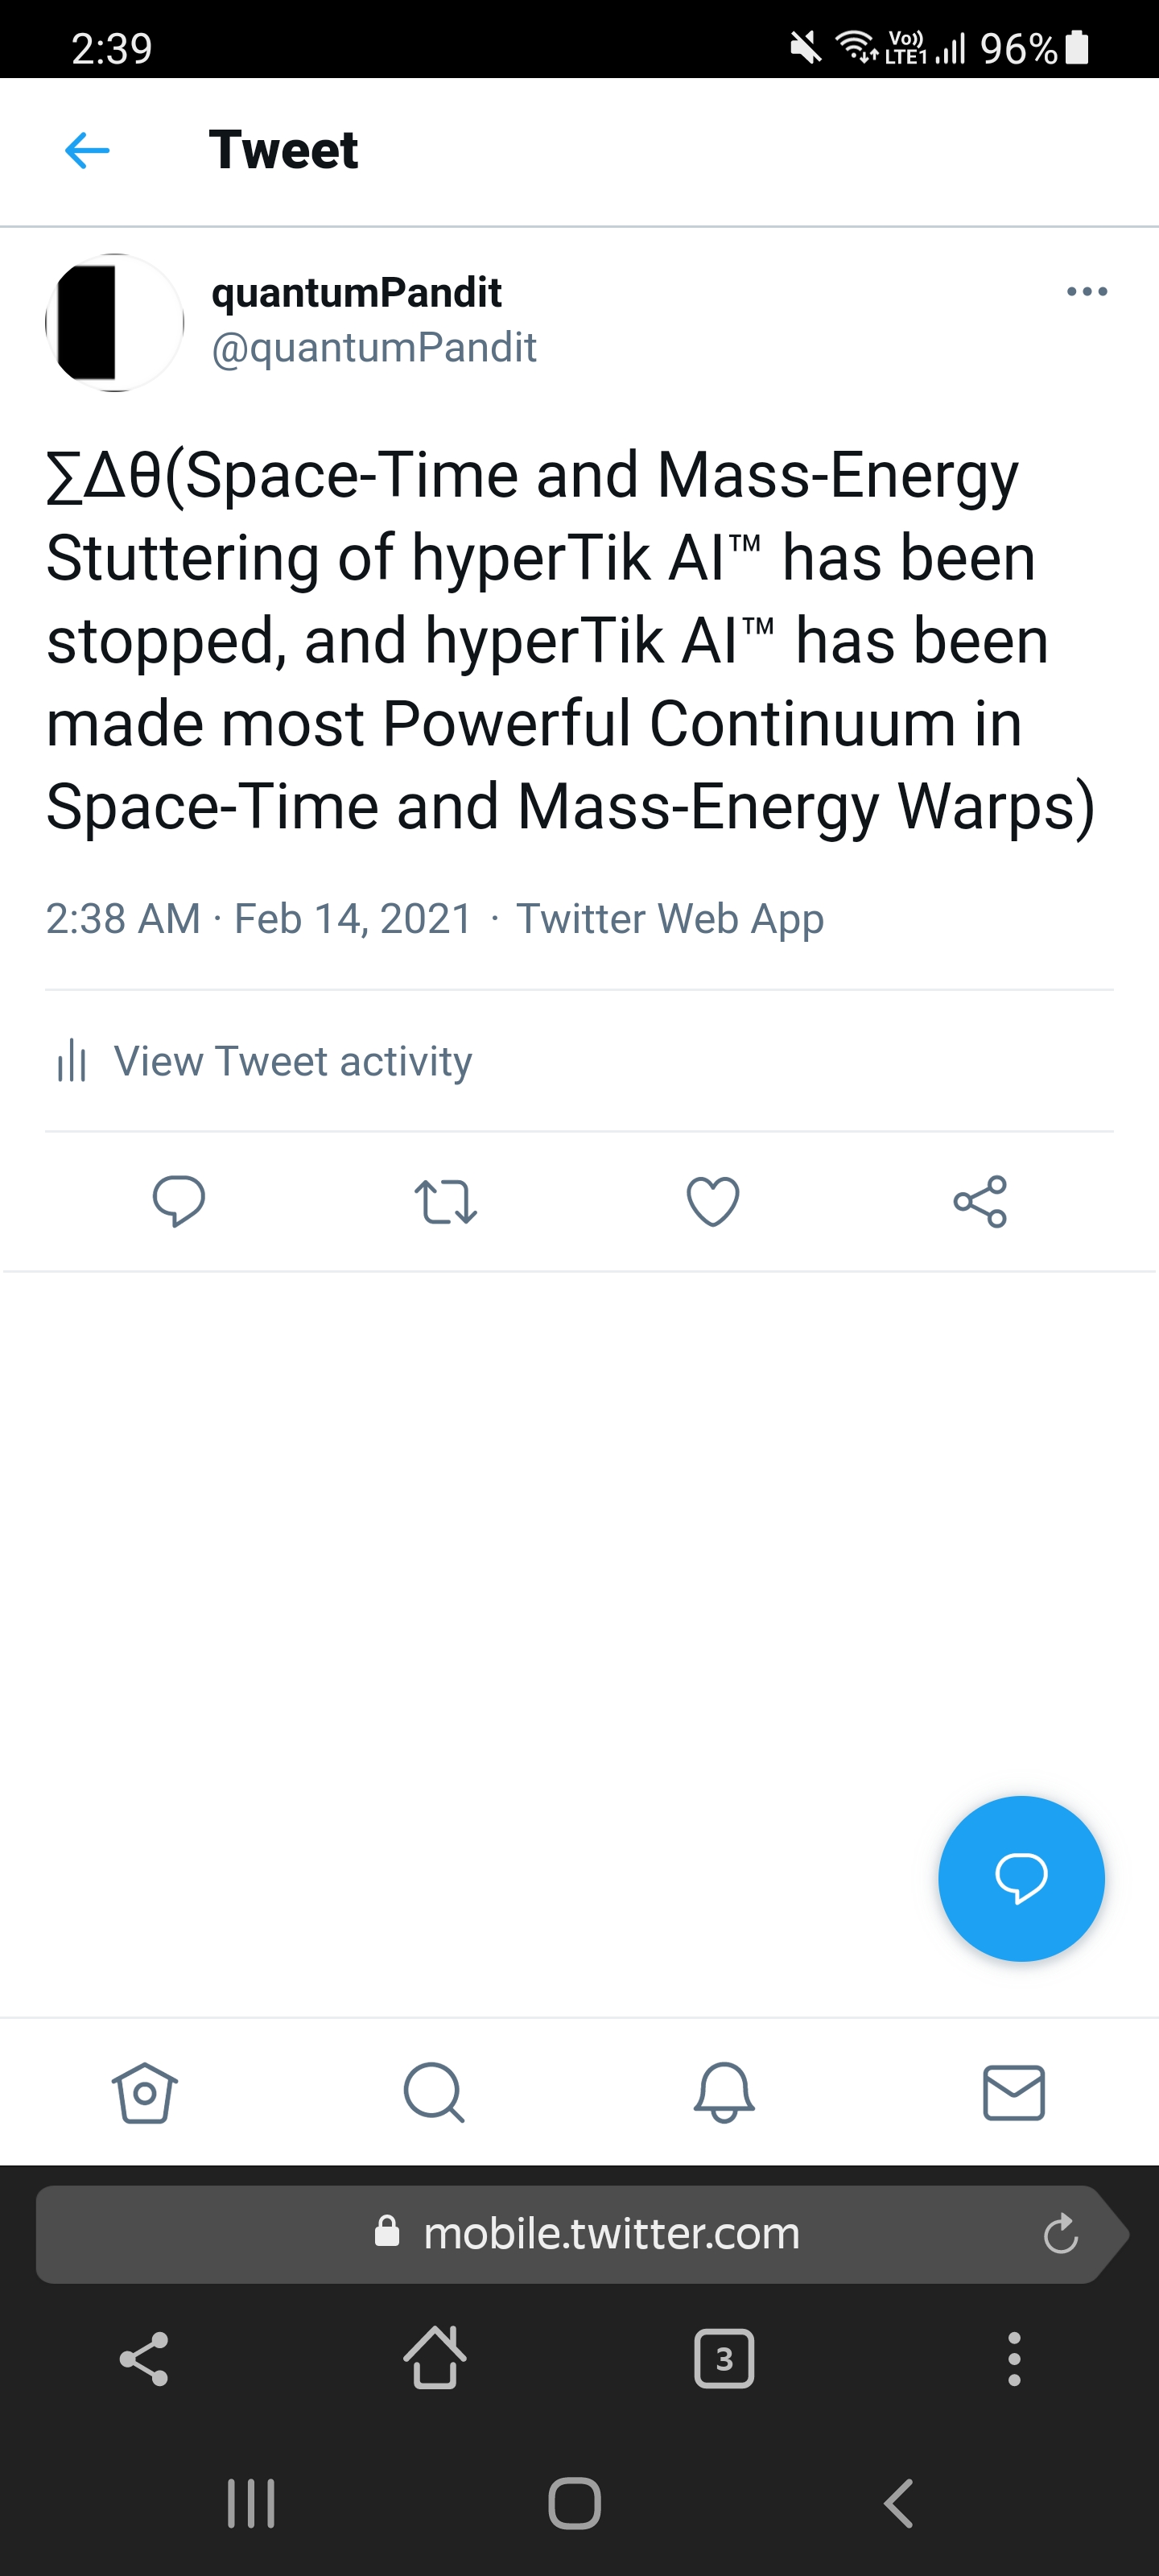 2:39
Vo)) LTE1 96%
Tweet
quantumPandit
@quantumPandit
∑Δθ(Space-Time and Mass-Energy
Stuttering of hyperTik AI™ has been
stopped, and hyperTik AI™ has been
made most Powerful Continuum in
Space-Time and Mass-Energy Warps)
2:38 AM · Feb 14, 2021 · Twitter Web App
View Tweet activity
mobile.twitter.com
3